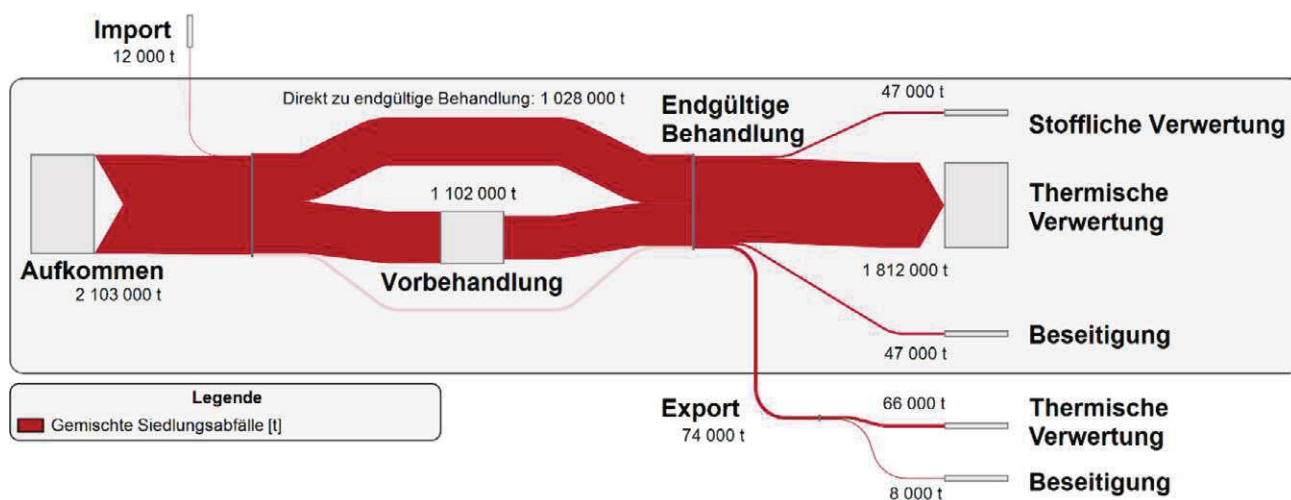 Import
12 000 t
Direkt zu endgültige Behandlung: 1 028 000 t
Endgültige
Behandlung
47 000 t
Stoffliche Verwertung
1 102 000 t
Thermische
Verwertung
Aufkommen
2 103 000 t
Vorbehandlung
1 812 000 t
Beseitigung
47 000 t
Legende
Gemischte Siedlungsabfälle [t]
Export
74 000 t
66 000 t
Thermische
Verwertung
Beseitigung
8 000 t